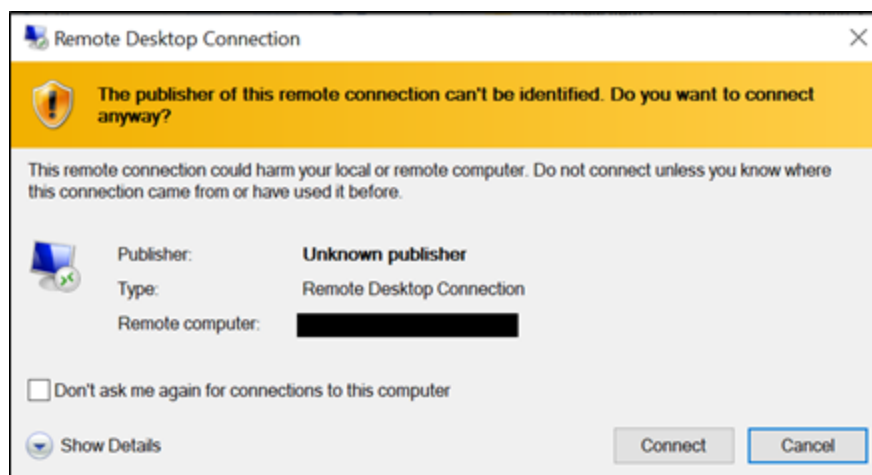 Remote Desktop Connection
The publisher of this remote connection can't be identified. Do you want to connect
anyway?
This remote connection could harm your local or remote computer. Do not connect unless you know where
this connection came from or have used it before.
Publisher: Unknown publisher
Type: Remote Desktop Connection
Remote computer:
Don't ask me again for connections to this computer
Show Details Connect Cancel